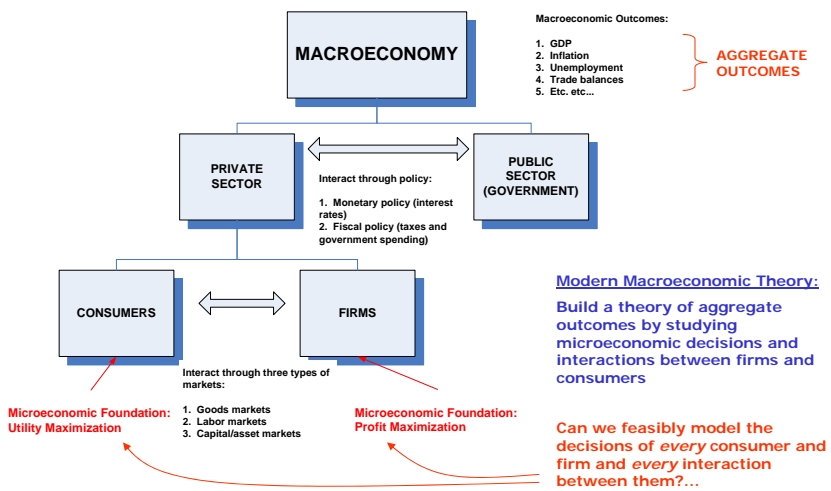 MACROECONOMY
Macroeconomic Outcomes:
1. GDP
2. Inflation
3. Unemployment
4. Trade balances
5. Etc. etc...
AGGREGATE
OUTCOMES
PRIVATE
SECTOR
PUBLIC
SECTOR
(GOVERNMENT)
Interact through policy:
1. Monetary policy (interest
rates)
2. Fiscal policy (taxes and
government spending)
CONSUMERS
FIRMS
Interact through three types of
markets:
1. Goods markets
2. Labor markets
3. Capital/asset markets
Microeconomic Foundation:
Utility Maximization
Microeconomic Foundation:
Profit Maximization
Modern Macroeconomic Theory:
Build a theory of aggregate
outcomes by studying
microeconomic decisions and
interactions between firms and
consumers
Can we feasibly model the
decisions of every consumer and
firm and every interaction
between them?...